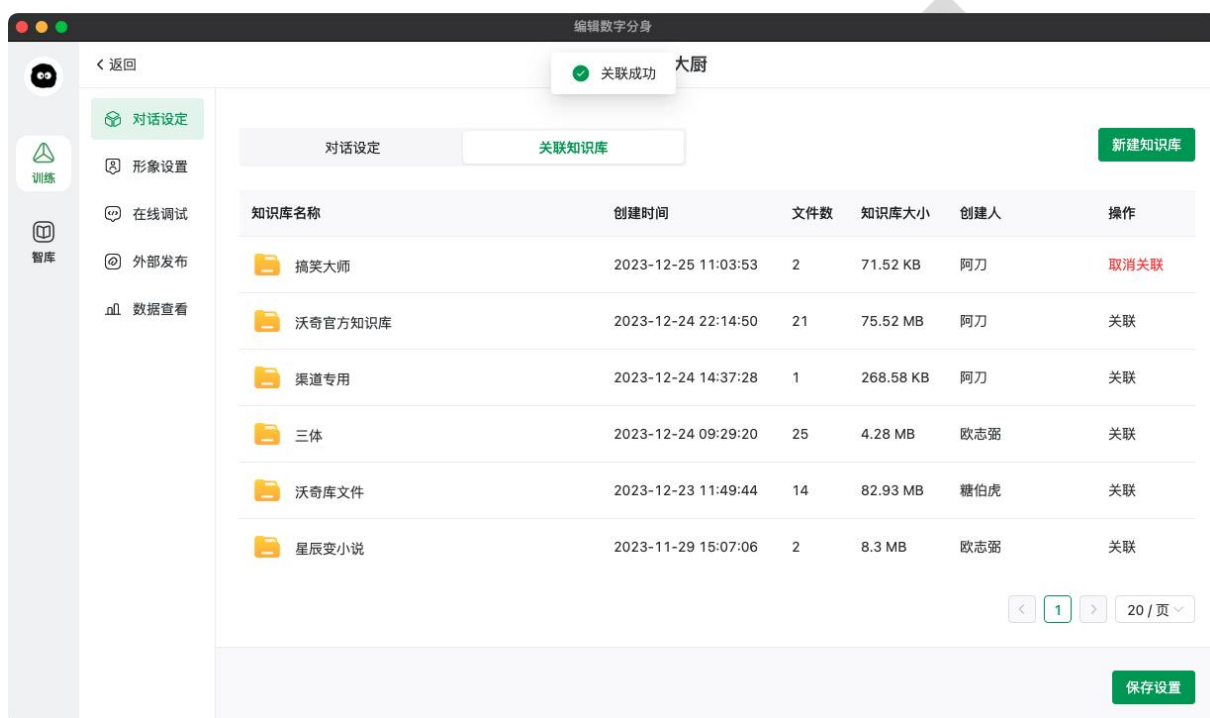 编辑数字分身
返回
大厨
关联成功
训练
智库
对话设定
形象设置
在线调试
外部发布
数据查看
对话设定 关联知识库 新建知识库
知识库名称 创建时间 文件数 知识库大小 创建人 操作
搞笑大师 2023-12-25 11:03:53 2 71.52 KB 阿刀 取消关联
沃奇官方知识库 2023-12-24 22:14:50 21 75.52 MB 阿刀 关联
渠道专用 2023-12-24 14:37:28 1 268.58 KB 阿刀 关联
三体 2023-12-24 09:29:20 25 4.28 MB 欧志弼 关联
沃奇库文件 2023-12-23 11:49:44 14 82.93 MB 糖伯虎 关联
星辰变小说 2023-11-29 15:07:06 2 8.3 MB 欧志弼 关联
1 20 / 页
保存设置